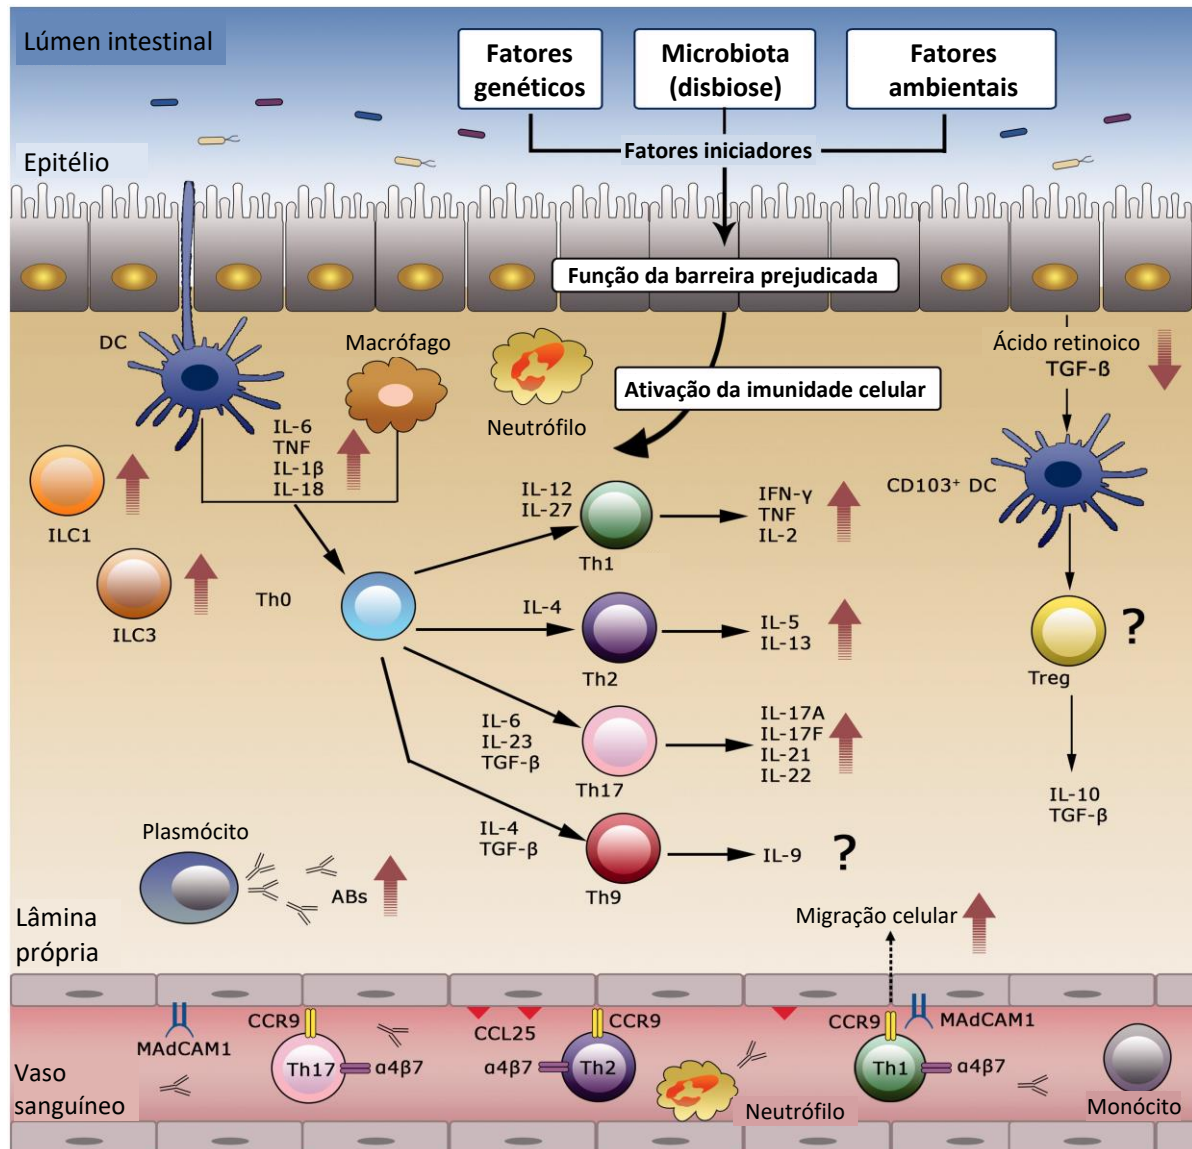 Lúmen intestinal
Fatores
genéticos
Microbiota
(disbiose)
Fatores
ambientais
Fatores iniciadores
Epitélio
Função da barreira prejudicada
DC
Macrófago
Neutrófilo
Ativação da imunidade celular
Ácido retinoico
TGF-β
IL-6
TNF
IL-1β
IL-18
ILC1
ILC3
Th0
IL-12
IL-27
Th1
IFN-γ
TNF
IL-2
CD103+ DC
IL-4
Th2
IL-5
IL-13
Treg
?
IL-6
IL-23
TGF-β
Th17
IL-17A
IL-17F
IL-21
IL-22
IL-10
TGF-β
IL-4
TGF-β
Th9
IL-9
?
Plasmócito
ABs
Lâmina
própria
Migração celular
MAdCAM1
CCR9
Th17
α4β7
CCL25
CCR9
α4β7
Th2
CCR9
MAdCAM1
Th1
α4β7
Vaso
sanguíneo
Neutrófilo
Monócito